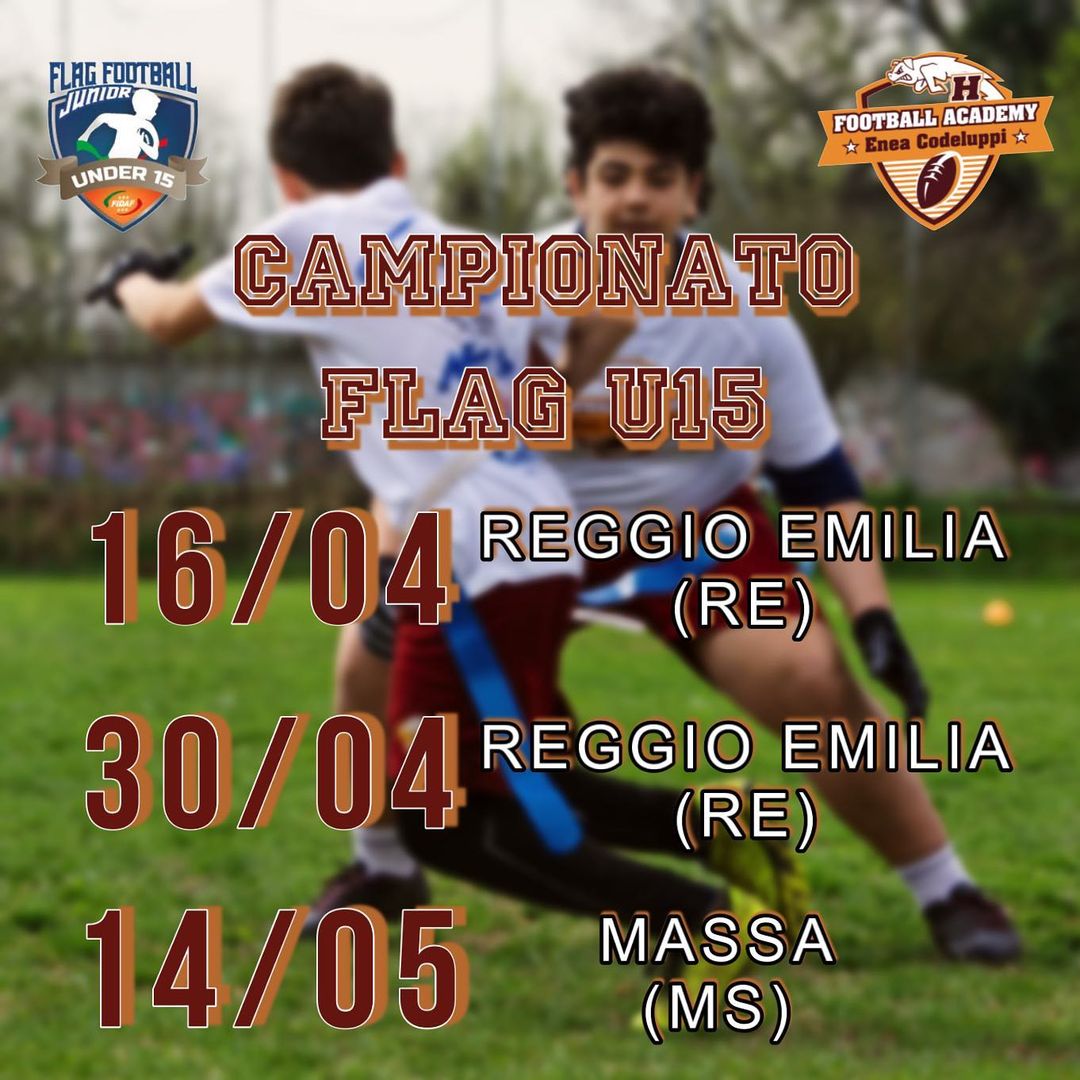 FLAG FOOTBALL
JUNIOR
UNDER 15
FIDAF
H
FOOTBALL ACADEMY
Enea Codeluppi
CAMPIONATO
FLAG U15
16/04 REGGIO EMILIA
(RE)
30/04 REGGIO EMILIA
(RE)
14/05 MASSA
(MS)